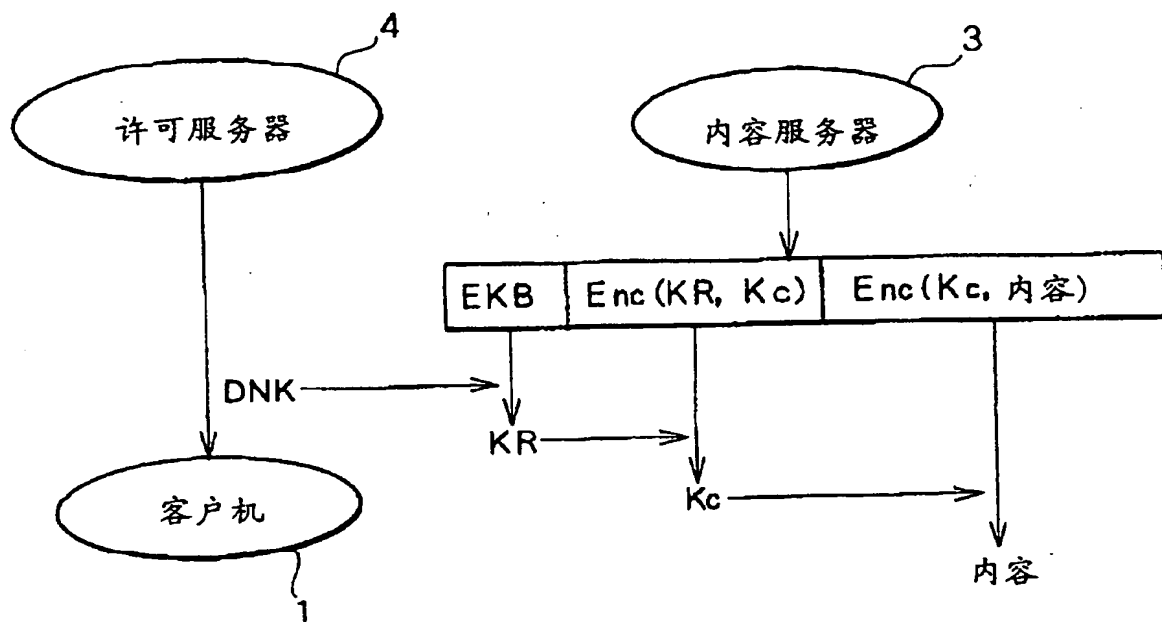 4
3
许可服务器
内容服务器
EKB
Enc(KR, Kc)
Enc(Kc, 内容)
DNK
KR
Kc
客户机
内容
1